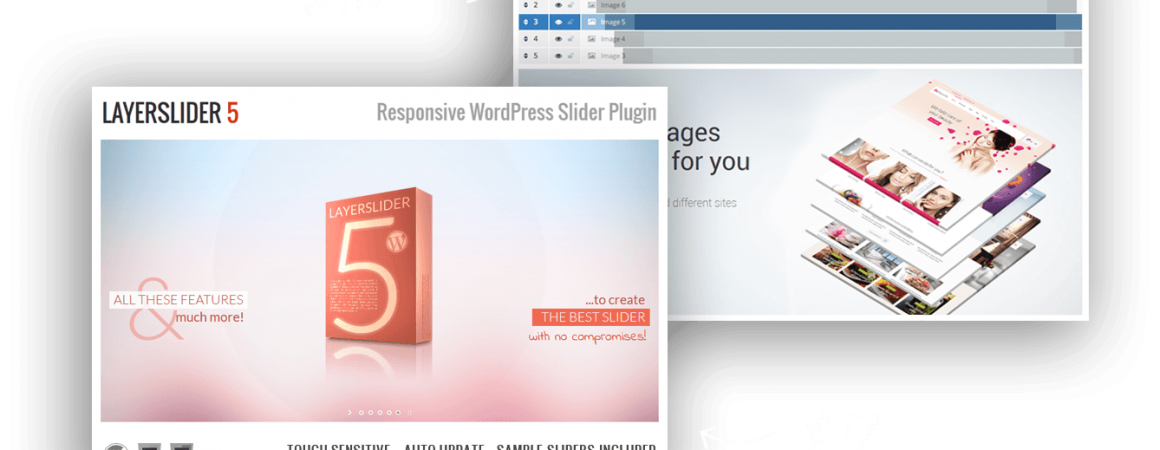 2 Image 6
3 Image 5
4 Image 4
5 Image 3
LAYERSLIDER 5 Responsive WordPress Slider Plugin
ages
for you
d different sites
LAYERSLIDER
5
ALL THESE FEATURES
&
much more!
...to create
THE BEST SLIDER
with no compromises!
TOUCH SENSITIVE AUTO UPDATE SAMPLE SLIDERS INCLUDED